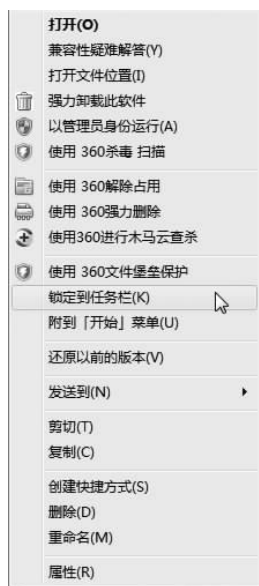 打开(O)
兼容性疑难解答(Y)
打开文件位置(I)
强力卸载此软件
以管理员身份运行(A)
使用 360杀毒 扫描
使用 360解除占用
使用 360强力删除
使用360进行木马云查杀
使用 360文件堡垒保护
锁定到任务栏(K)
附到「开始」菜单(U)
还原以前的版本(V)
发送到(N)
剪切(T)
复制(C)
创建快捷方式(S)
删除(D)
重命名(M)
属性(R)